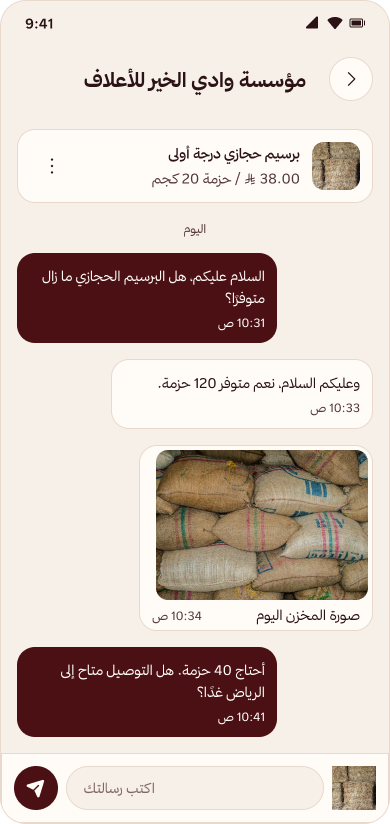 9:41
مؤسسة وادي الخير للأعلاف
برسيم حجازي درجة أولى
38.00 ⃁ / حزمة 20 كجم
اليوم
السلام عليكم، هل البرسيم الحجازي ما زال
متوفرًا؟
10:31 ص
وعليكم السلام، نعم متوفر 120 حزمة.
10:33 ص
صورة المخزن اليوم
10:34 ص
أحتاج 40 حزمة. هل التوصيل متاح إلى
الرياض غدًا؟
10:41 ص
اكتب رسالتك